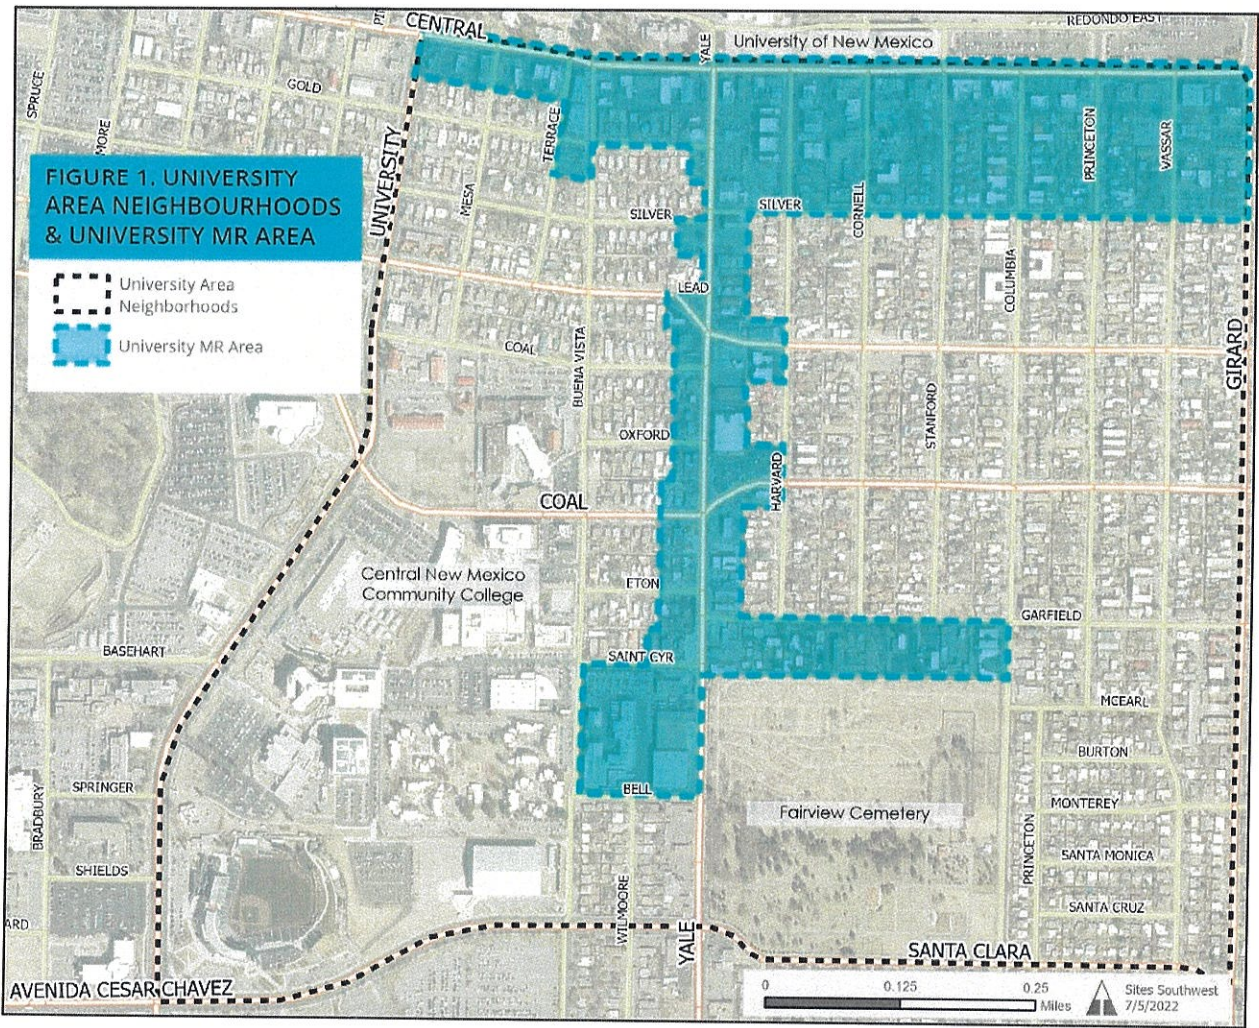 CENTRAL
REDONDO EAST
YALE
University of New Mexico
GOLD
SPRUCE
MORE
TERRACE
PRINCETON
VASSAR
UNIVERSITY
FIGURE 1. UNIVERSITY
AREA NEIGHBOURHOODS
& UNIVERSITY MR AREA
University Area
Neighborhoods
University MR Area
MESA
SILVER
SILVER
CORNELL
COLUMBIA
LEAD
COAL
BUENA VISTA
GIRARD
STANFORD
OXFORD
HARVARD
COAL
Central New Mexico
Community College
ETON
GARFIELD
BASEHART
SAINT CYR
MCEARL
BURTON
SPRINGER
BELL
MONTEREY
BRADBURY
Fairview Cemetery
PRINCETON
SANTA MONICA
SHIELDS
SANTA CRUZ
WILMOORE
ARD
YALE
SANTA CLARA
AVENIDA CESAR CHAVEZ
0 0.125 0.25
Miles
Sites Southwest
7/5/2022